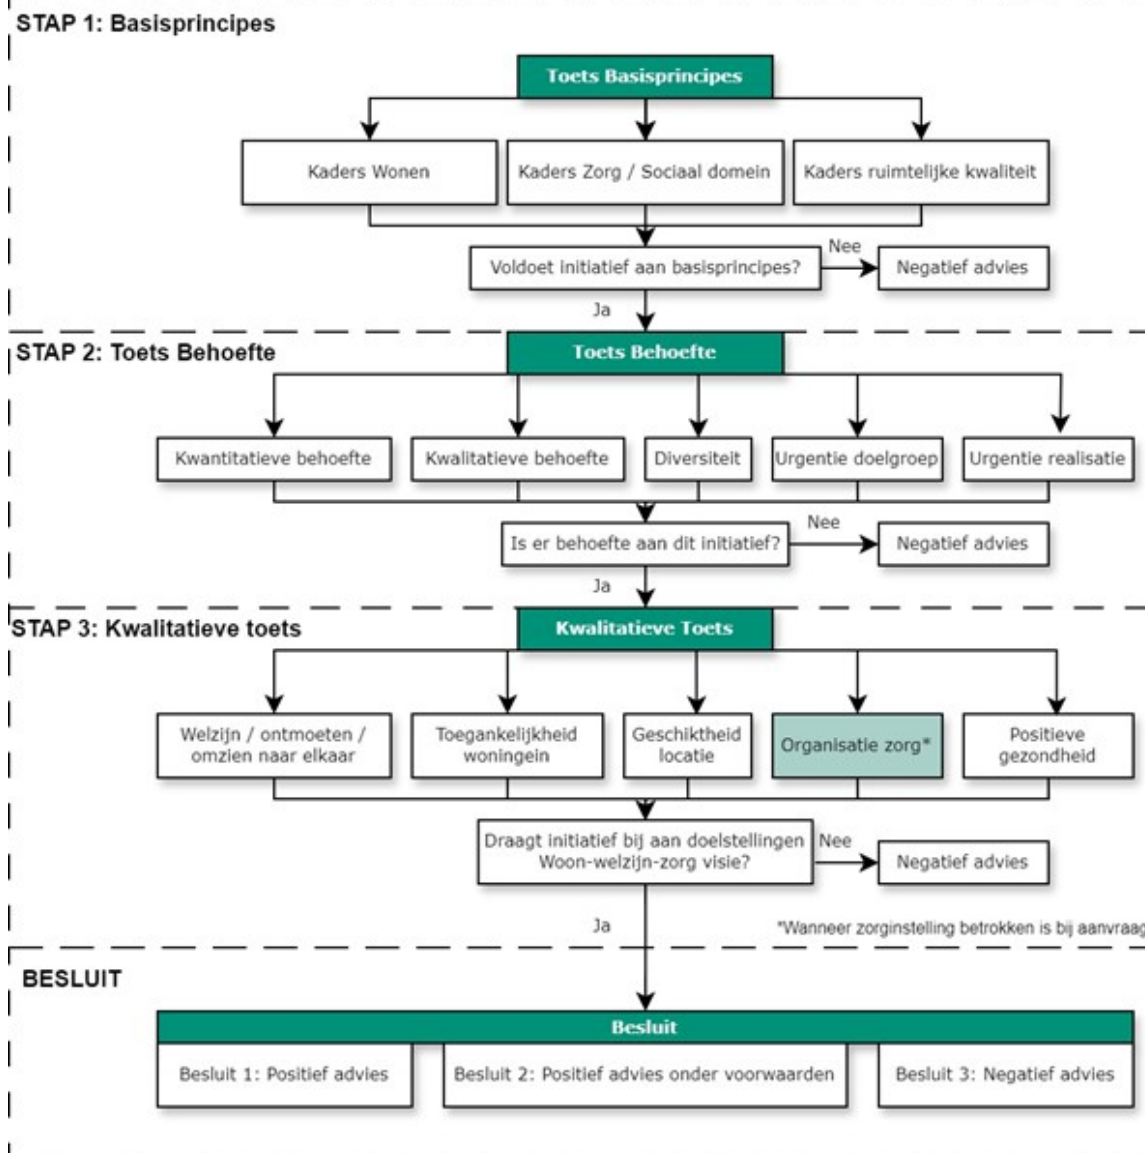 STAP 1: Basisprincipes
Toets Basisprincipes
Kaders Wonen
Kaders Zorg / Sociaal domein
Kaders ruimtelijke kwaliteit
Voldoet initiatief aan basisprincipes?
Nee
Negatief advies
Ja
STAP 2: Toets Behoefte
Toets Behoefte
Kwantitatieve behoefte
Kwalitatieve behoefte
Diversiteit
Urgentie doelgroep
Urgentie realisatie
Is er behoefte aan dit initiatief?
Nee
Negatief advies
Ja
STAP 3: Kwalitatieve toets
Kwalitatieve Toets
Welzijn / ontmoeten /
omzien naar elkaar
Toegankelijkheid
woningein
Geschiktheid
locatie
Organisatie zorg*
Positieve
gezondheid
Draagt initiatief bij aan doelstellingen
Woon-welzijn-zorg visie?
Nee
Negatief advies
Ja
*Wanneer zorginstelling betrokken is bij aanvraag
BESLUIT
Besluit
Besluit 1: Positief advies
Besluit 2: Positief advies onder voorwaarden
Besluit 3: Negatief advies